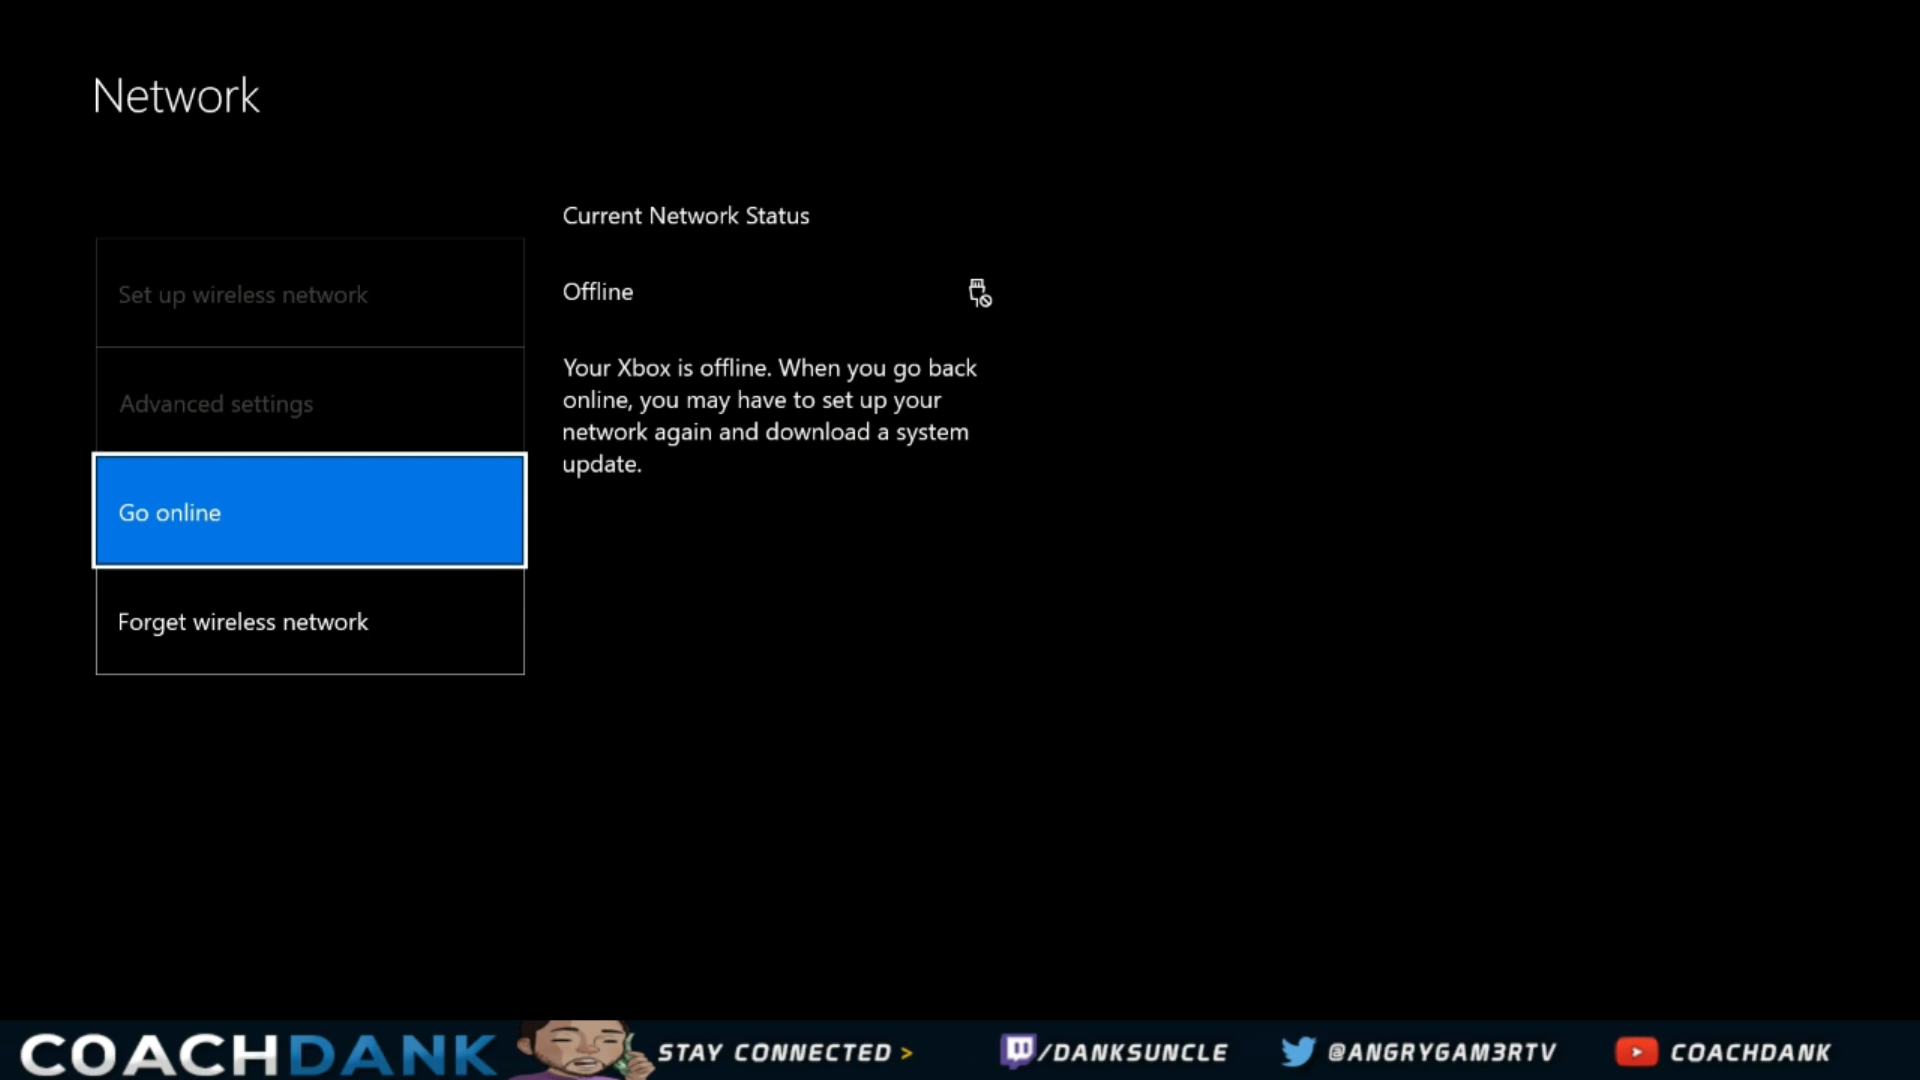 Network
Current Network Status
Set up wireless network
Offline
Your Xbox is offline. When you go back
online, you may have to set up your
network again and download a system
update.
Advanced settings
Go online
Forget wireless network
COACHDANK
STAY CONNECTED >
/DANKSUNCLE
@ANGRYGAM3RTV
COACHDANK